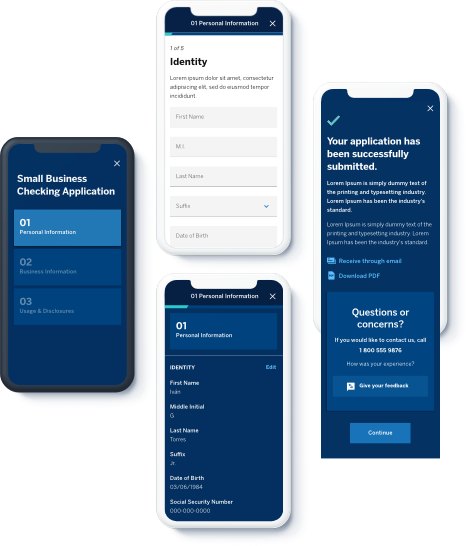 Small Business
Checking Application
01
Personal Information
02
Business Information
03
Usage & Disclosures
01 Personal Information
1 of 5
Identity
Lorem ipsum dolor sit amet, consectetur
adipisicing elit, sed do eusmod tempor
incididunt
First Name
M.I.
Last Name
Suffix
Date of Birth
01 Personal Information
01
Personal Information
IDENTITY
Edit
First Name
Iván
Middle Initial
G
Last Name
Torres
Suffix
Jr.
Date of Birth
03/06/1984
Social Security Number
000-000-0000
Your application has
been successfully
submitted.
Lorem Ipsum is simply dummy text of
the printing and typesetting industry.
Lorem Ipsum has been the industry's
standard.
Lorem Ipsum is simply dummy text of the
printing and typesetting industry. Lorem
Ipsum has been the industry's standard.
Receive through email
Download PDF
Questions or
concerns?
If you would like to contact us, call
1 800 555 9876
How was your experience?
Give your feedback
Continue